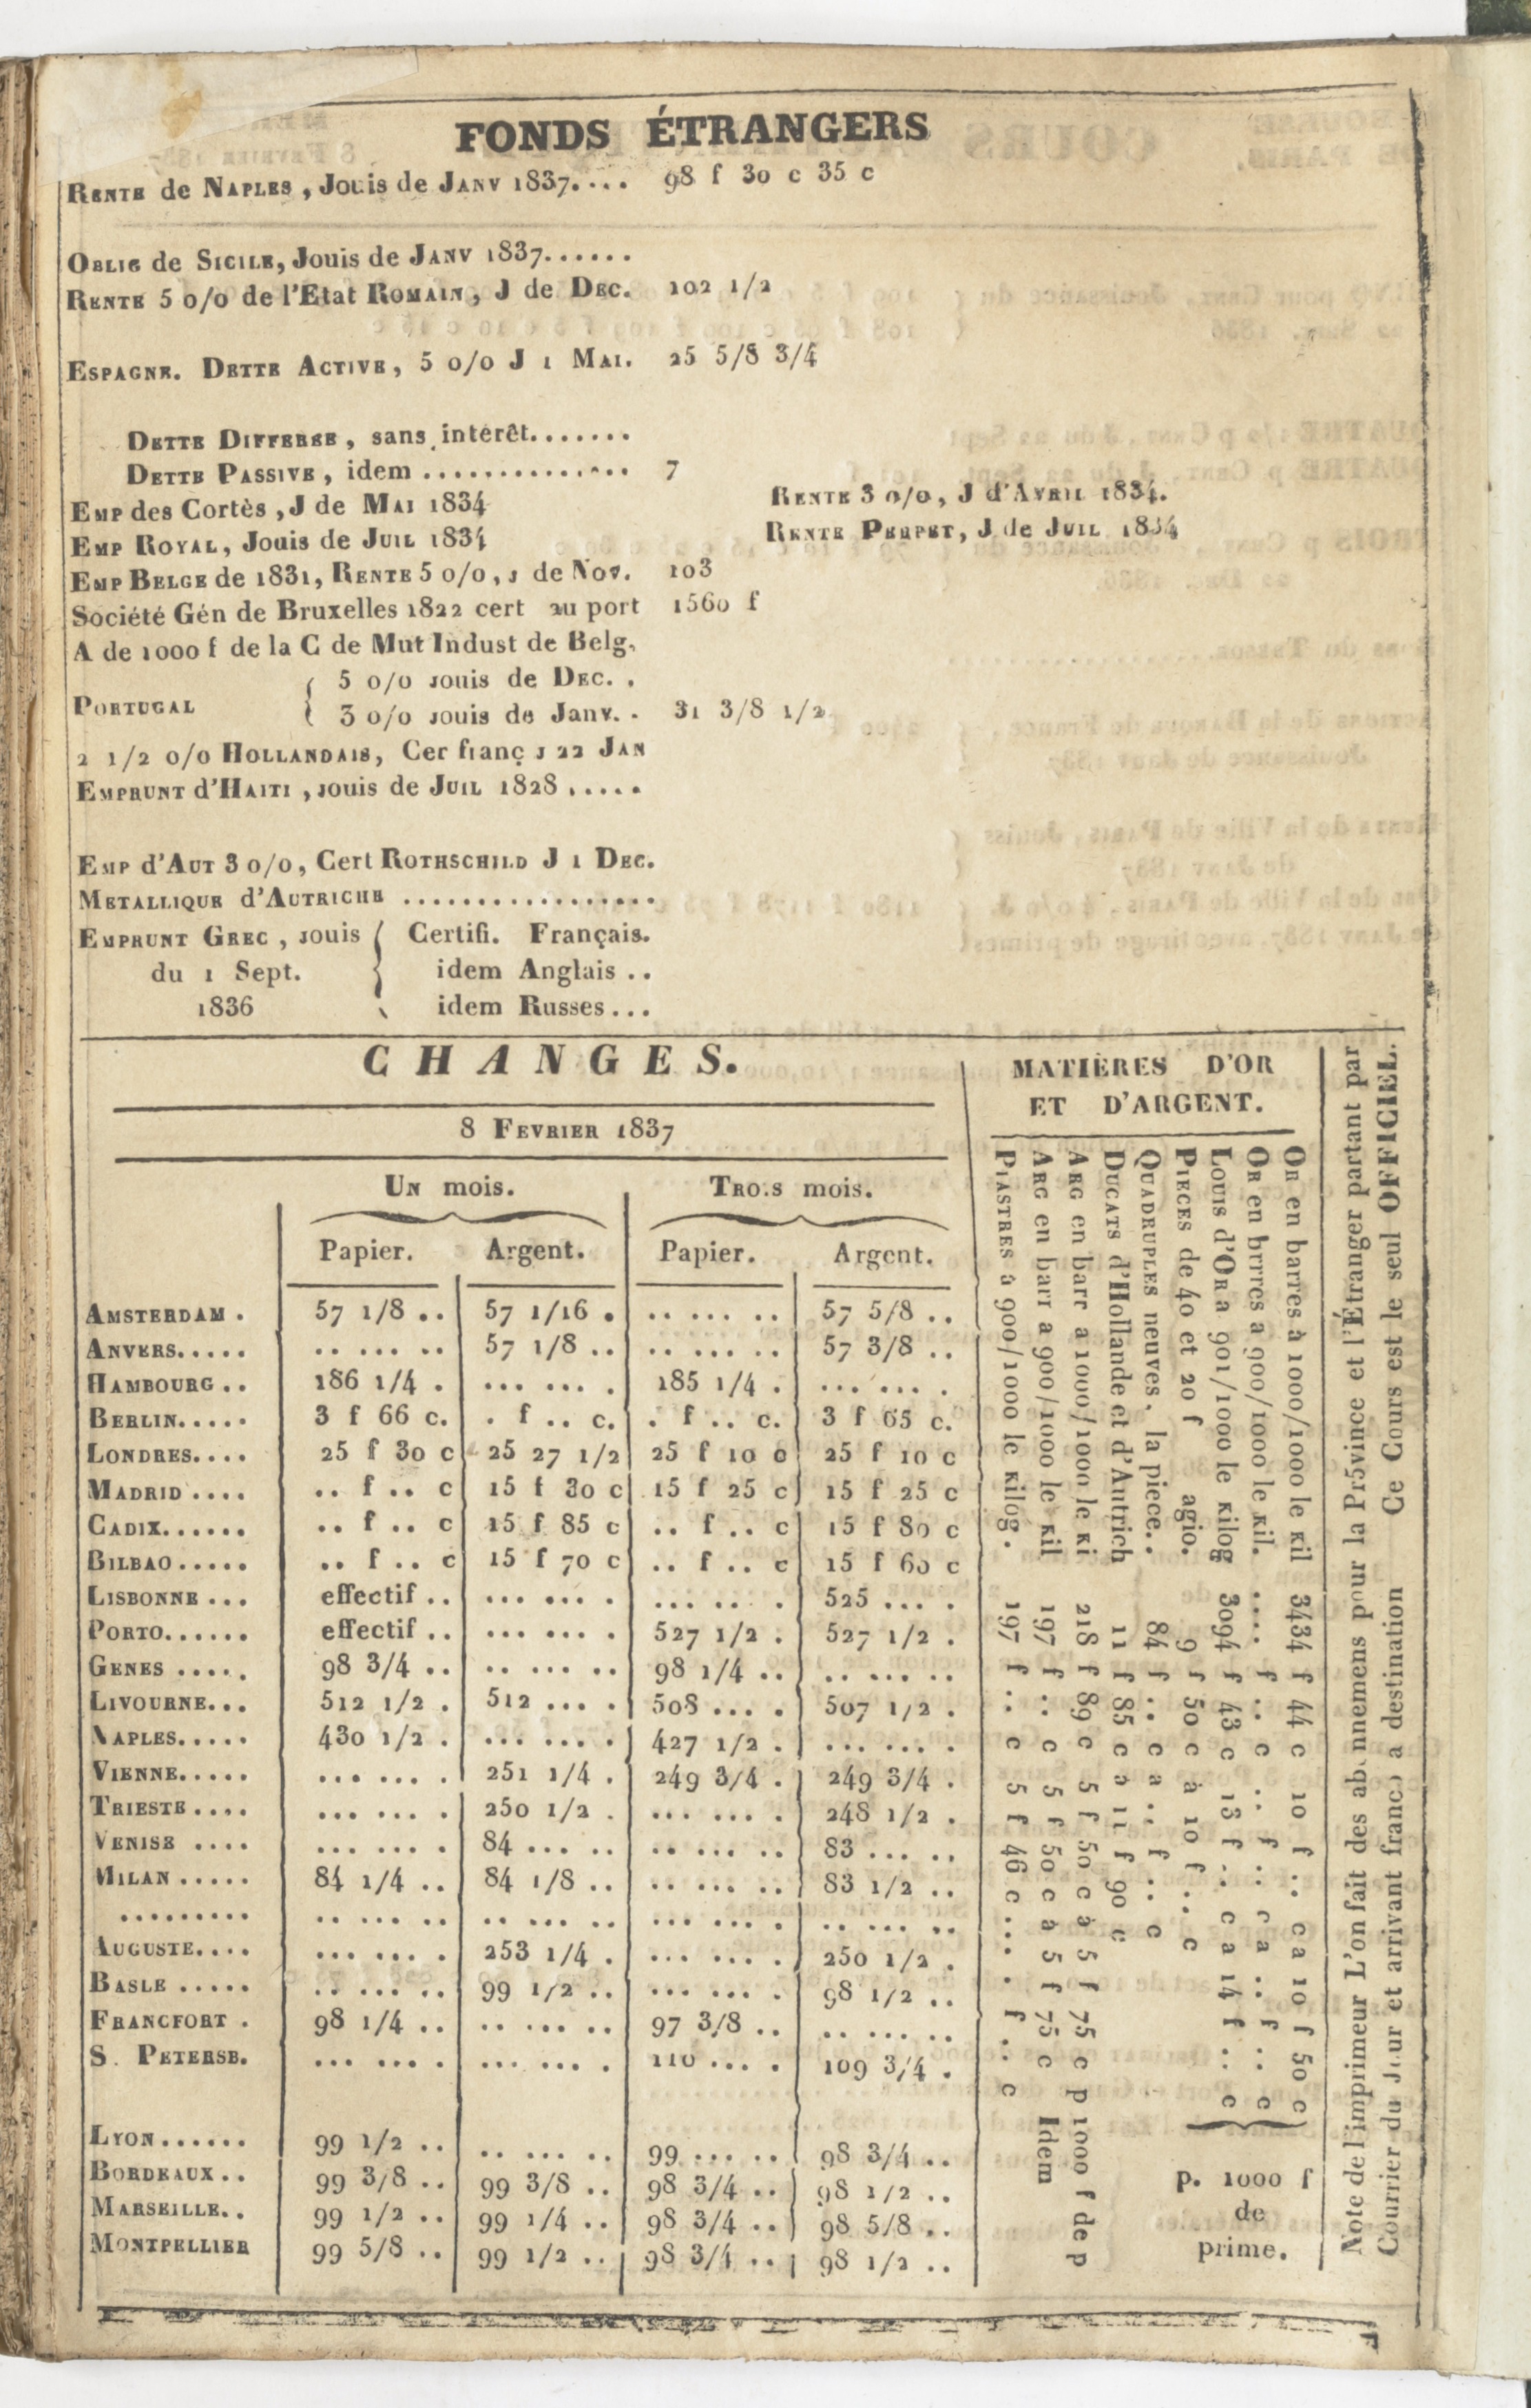 FONDS ÉTRANGERS
RENTE de NAPLES, Jouis de JANV 1837.... 98 f 30 c 35 c
OBLIG de SICILE, Jouis de JANV 1837......
RENTE 5 o/o de l'Etat ROMAIN, J de DEC. 102 1/2
ESPAGNE. DETTE ACTIVE, 5 o/o J 1 MAI. 25 5/8 3/4
DETTE DIFFEREE, sans intérêt.......
DETTE PASSIVE, idem .............. 7
EMP des Cortès, J de MAI 1834 RENTE 3 o/o, J d'AVRIL 1834.
EMP ROYAL, Jouis de JUIL 1834 RENTE PERPET, J de JUIL 1834
EMP BELGE de 1831, RENTE 5 o/o, J de Nov. 103
Société Gén de Bruxelles 1822 cert au port 1560 f
A de 1000 f de la C de Mut Indust de Belg.
PORTUGAL { 5 o/o Jouis de DEC. .
3 o/o Jouis de Janv. . 31 3/8 1/2
2 1/2 o/o HOLLANDAIS, Cer franç J 22 JAN
EMPRUNT d'HAITI, Jouis de JUIL 1828 .....
EMP d'AUT 3 o/o, Cert ROTHSCHILD J 1 DEC.
METALLIQUE d'AUTRICHE .................
EMPRUNT GREC, Jouis { Certifi. Français.
du 1 Sept. idem Anglais ..
1836 idem Russes...
CHANGES.
8 FEVRIER 1837
UN mois. TROIS mois.
Papier. Argent. Papier. Argent.
AMSTERDAM . 57 1/8 .. 57 1/16 . .. ... .. 57 5/8 ..
ANVERS..... .. ... .. 57 1/8 .. .. ... .. 57 3/8 ..
HAMBOURG .. 186 1/4 . ... ... . 185 1/4 . ... ... .
BERLIN..... 3 f 66 c. . f .. c. . f .. c. 3 f 65 c.
LONDRES.... 25 f 30 c 25 27 1/2 25 f 10 c 25 f 10 c
MADRID .... .. f .. c 15 f 30 c 15 f 25 c 15 f 25 c
CADIX...... .. f .. c 15 f 85 c .. f .. c 15 f 80 c
BILBAO ..... .. f .. c 15 f 70 c .. f .. c 15 f 60 c
LISBONNE ... effectif .. ... ... . ... .. . 525 ... .
PORTO...... effectif .. ... ... . 527 1/2 . 527 1/2 .
GENES ..... 98 3/4 .. .. ... .. 98 1/4 .. .. ... ..
LIVOURNE... 512 1/2 . 512 ... . 508 ... . 507 1/2 .
NAPLES..... 430 1/2 . ... ... . 427 1/2 . ... ... .
VIENNE..... ... ... . 251 1/4 . 249 3/4 . 249 3/4 .
TRIESTE .... ... ... . 250 1/2 . ... ... . 248 1/2 .
VENISE .... ... ... . 84 ... .. .. ... .. 83 ... ..
MILAN ..... 84 1/4 .. 84 1/8 .. .. ... .. 83 1/2 ..
......... .. ... .. .. ... .. ... ... . .. ... ..
AUGUSTE.... ... ... . 253 1/4 . ... ... . 250 1/2 .
BASLE ..... .. ... .. 99 1/2 .. ... ... . 98 1/2 ..
FRANCFORT . 98 1/4 .. .. ... .. 97 3/8 .. .. ... ..
S. PETERSB. ... ... . ... ... . 110 ... . 109 3/4 .
LYON...... 99 1/2 .. .. ... .. 99 ... .. 98 3/4 ..
BORDEAUX .. 99 3/8 .. 99 3/8 .. 98 3/4 .. 98 1/2 ..
MARSEILLE.. 99 1/2 .. 99 1/4 .. 98 3/4 .. 98 5/8 ..
MONTPELLIER 99 5/8 .. 99 1/2 .. 98 3/4 .. 98 1/2 ..
MATIÈRES D'OR
ET D'ARGENT.
OR en barres à 1000/1000 le Kil 3434 f 44 c 10 f .. c a 10 f 50 c
OR en brres a 900/1000 le Kil. .... f .. c .. f .. c a .. f .. c
LOUIS d'OR a 901/1000 le Kilog 3094 f 43 c 13 f .. c a 14 f .. c
PIECES de 40 et 20 f agio. 9 f 50 c à 10 f .. c
QUADRUPLES neuves, la piece.. 84 f .. c a .. f .. c
DUCATS d'Hollande et d'Autrich 11 f 85 c à 11 f 90 c
ARG en barr a 1000/1000 le Ki 218 f 89 c 5 f 50 c à 5 f 75 c p 1000 f de p
ARG en barr a 900/1000 le Kil 197 f .. c 5 f 50 c à 5 f 75 c Idem
PIASTRES à 900/1000 le Kilog. 197 f .. c 5 f 46 c ... . f .. c
p. 1000 f
de
prime.
Note de l'imprimeur L'on fait des abonnemens pour la Pr5vince et l'Étranger partant par
Courrier du Jour et arrivant franco a destination Ce Cours est le seul OFFICIEL.